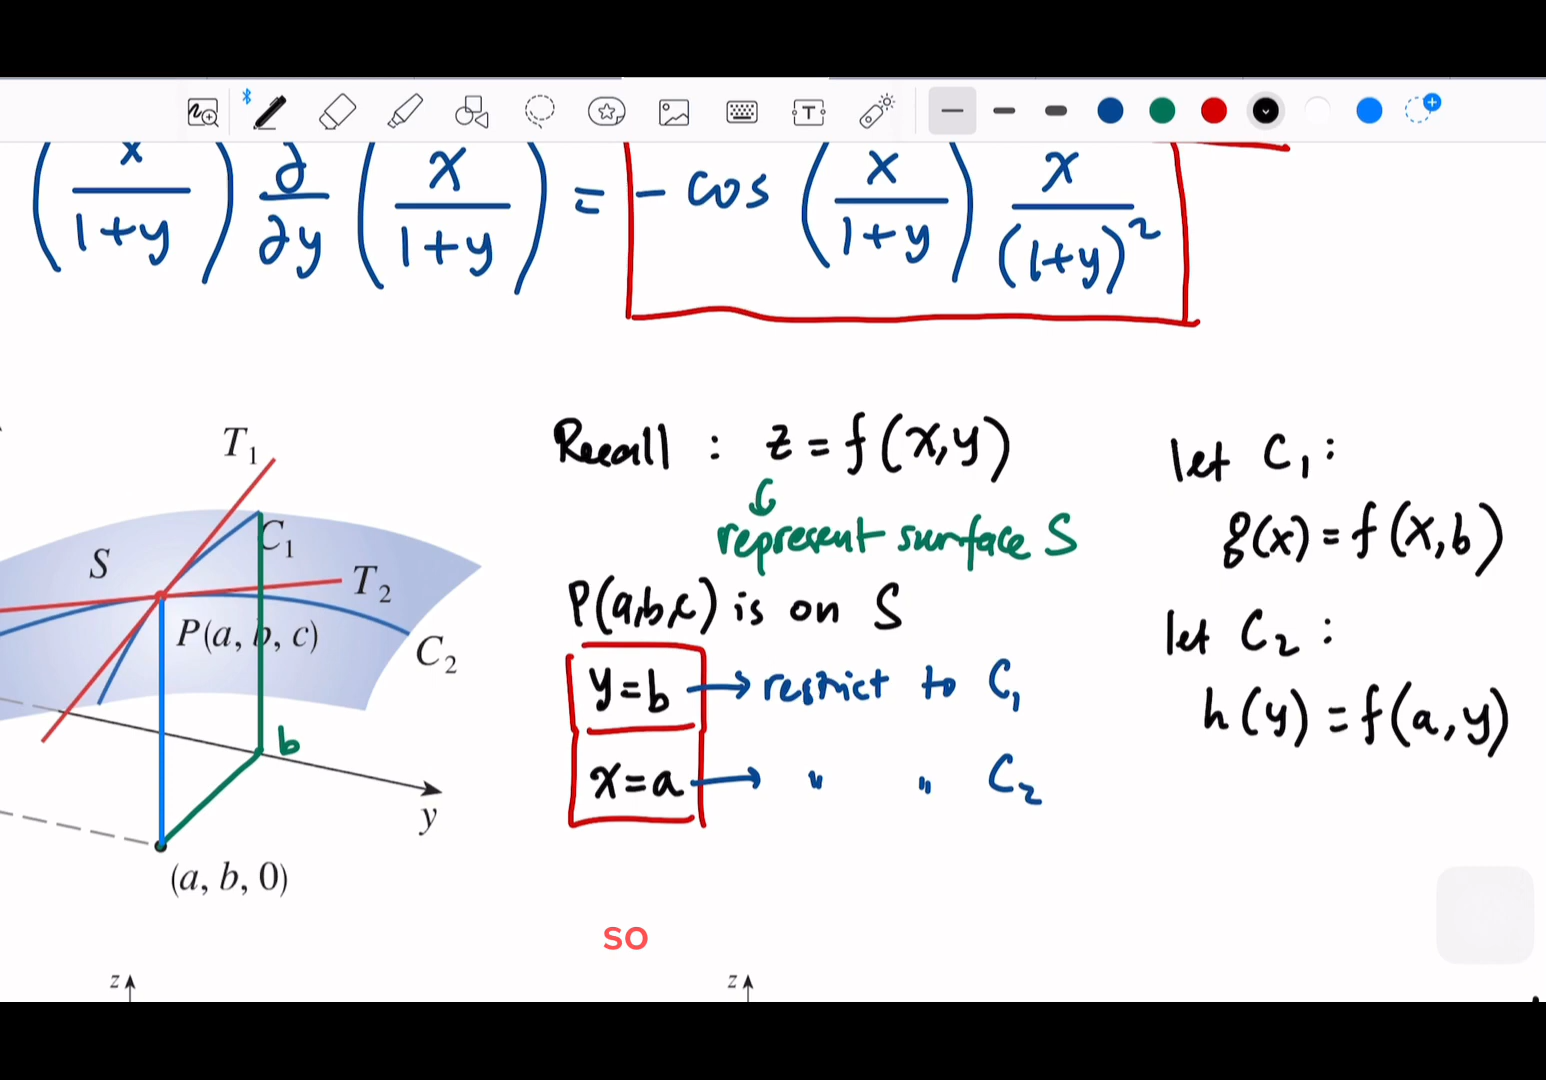 (x/(1+y)) ∂/∂y (x/(1+y)) = - cos (x/(1+y)) x/(1+y)²
Recall : z = f(x,y)
represent surface S
P(a,b,c) is on S
y=b → restrict to C₁
x=a → " " C₂
let C₁ :
g(x) = f(x,b)
let C₂ :
h(y) = f(a,y)
T₁
C₁
S
T₂
P(a, b, c)
C₂
b
y
(a, b, 0)
so
z
z
T